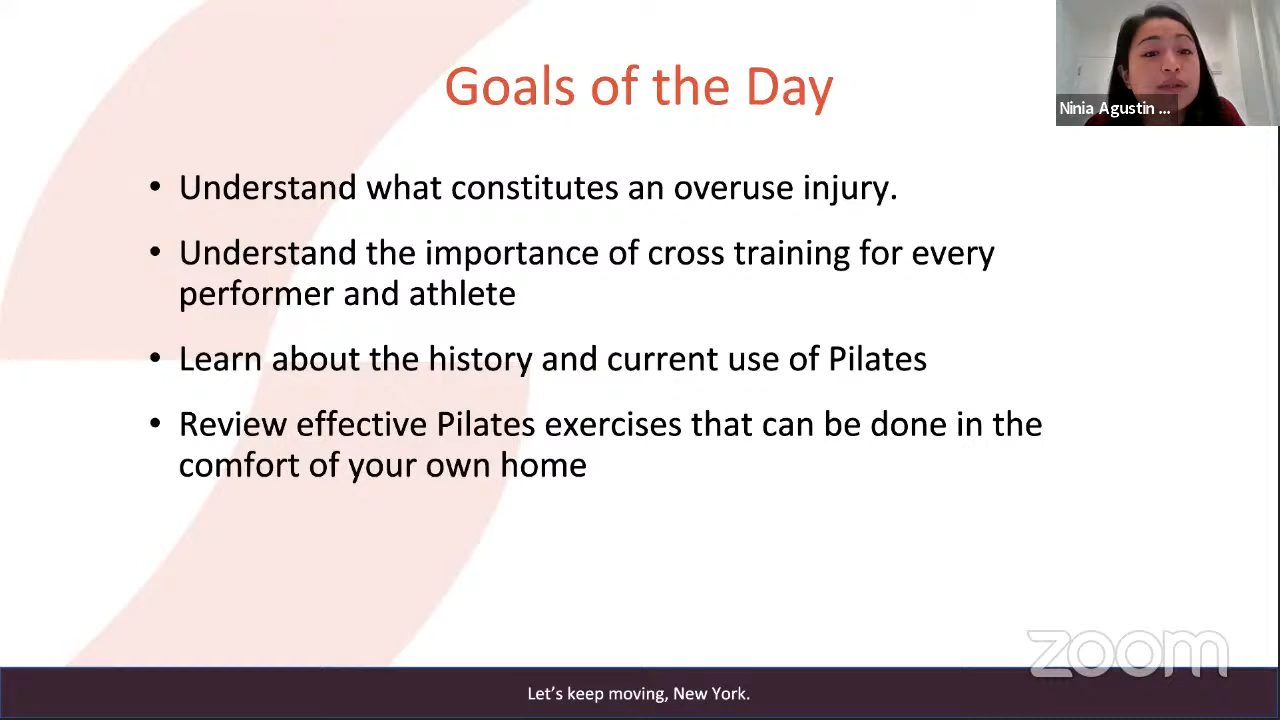 Goals of the Day
Ninia Agustin ...
• Understand what constitutes an overuse injury.
• Understand the importance of cross training for every
performer and athlete
• Learn about the history and current use of Pilates
• Review effective Pilates exercises that can be done in the
comfort of your own home
zoom
Let's keep moving, New York.